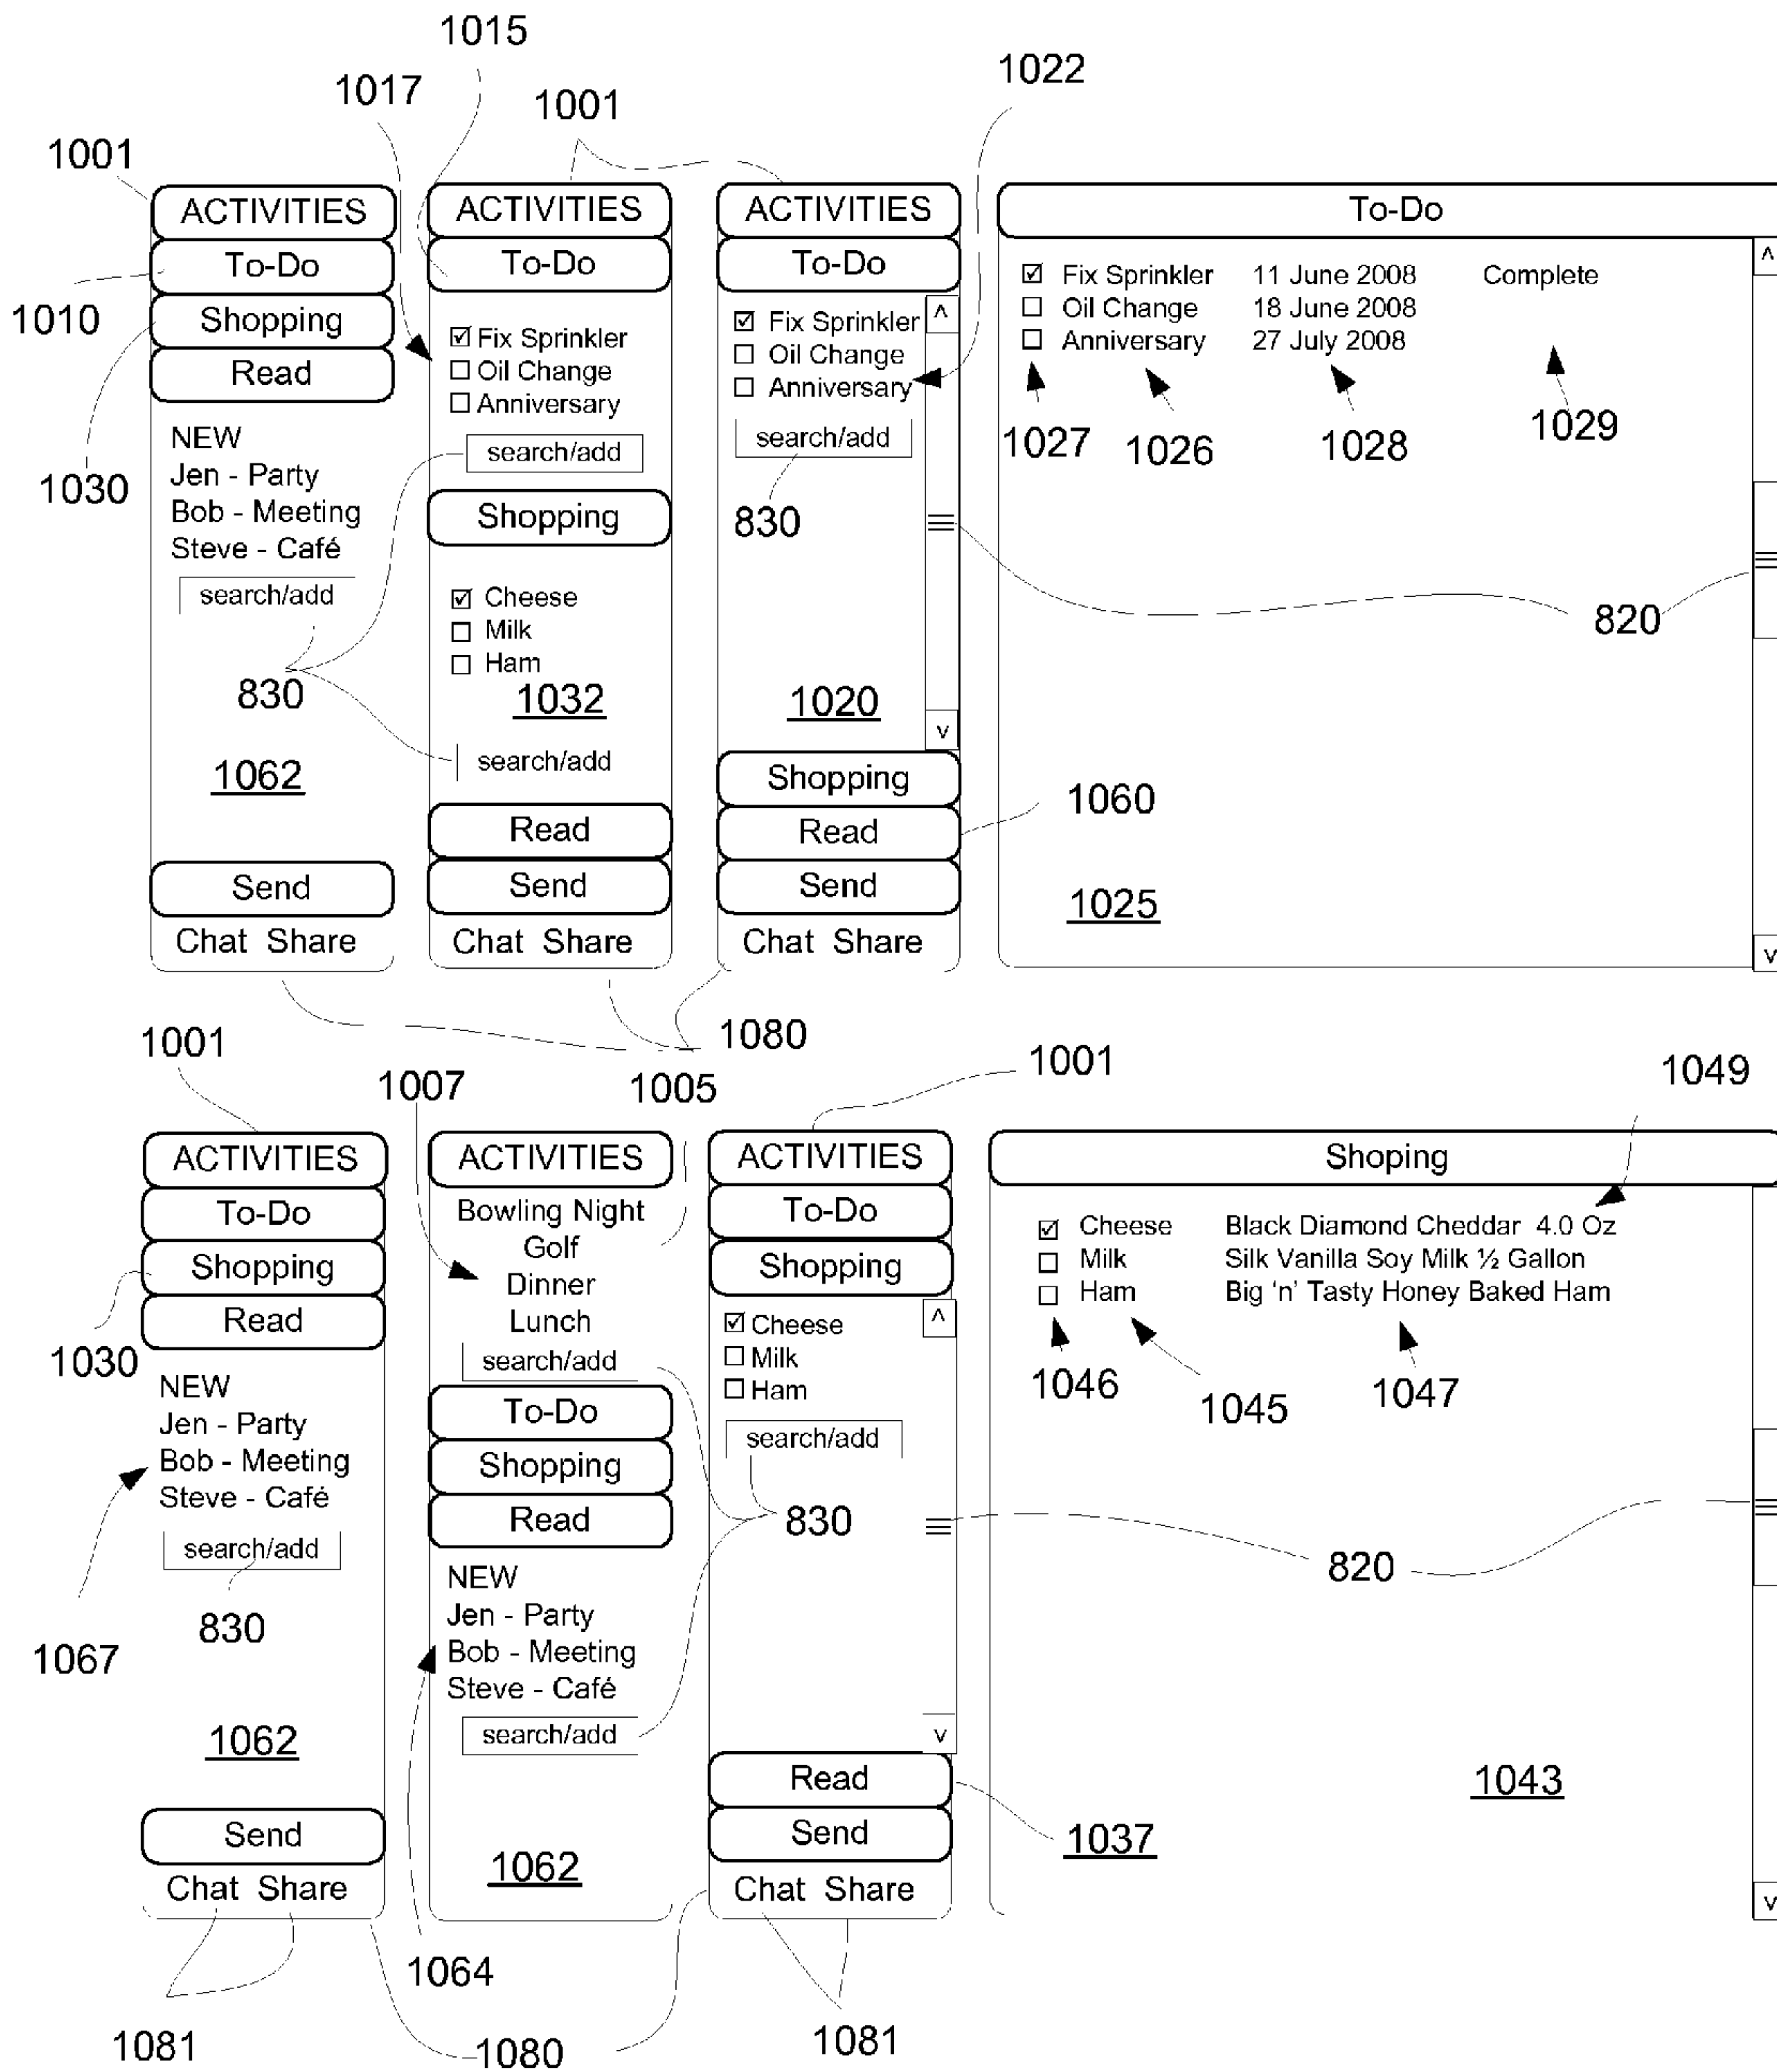 1015
1017
1001
1022
1001
ACTIVITIES
To-Do
Shopping
Read
NEW
Jen - Party
Bob - Meeting
Steve - Café
search/add
830
1062
Send
Chat Share
1010
1030
ACTIVITIES
To-Do
☑ Fix Sprinkler
☐ Oil Change
☐ Anniversary
search/add
Shopping
☑ Cheese
☐ Milk
☐ Ham
1032
search/add
Read
Send
Chat Share
ACTIVITIES
To-Do
^
☑ Fix Sprinkler
☐ Oil Change
☐ Anniversary
search/add
830
1020
v
Shopping
Read
Send
Chat Share
1060
To-Do
^
☑ Fix Sprinkler 11 June 2008 Complete
☐ Oil Change 18 June 2008
☐ Anniversary 27 July 2008
1027 1026 1028 1029
820
1025
v
1080
1001
1007
1005
1001
1049
ACTIVITIES
To-Do
Shopping
Read
1030
NEW
Jen - Party
Bob - Meeting
Steve - Café
search/add
830
1067
1062
Send
Chat Share
1081
ACTIVITIES
Bowling Night
Golf
Dinner
Lunch
search/add
To-Do
Shopping
Read
NEW
Jen - Party
Bob - Meeting
Steve - Café
search/add
1062
1064
1080
ACTIVITIES
To-Do
Shopping
^
☑ Cheese
☐ Milk
☐ Ham
search/add
830
v
Read
Send
Chat Share
1081
1037
Shoping
☑ Cheese Black Diamond Cheddar 4.0 Oz
☐ Milk Silk Vanilla Soy Milk ½ Gallon
☐ Ham Big ‘n’ Tasty Honey Baked Ham
1046 1045 1047
820
1043
v